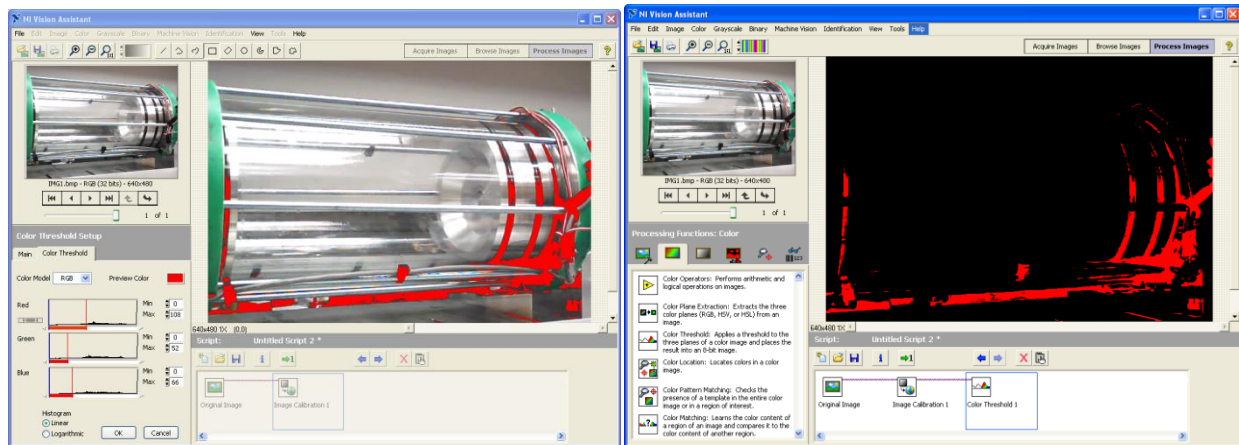 NI Vision Assistant
File Edit Image Color Grayscale Binary Machine Vision Identification View Tools Help
Acquire Images Browse Images Process Images
IMG1.bmp - RGB (32 bits) - 640x480
1 of 1
Color Threshold Setup
Main Color Threshold
Color Model RGB Preview Color
Red Min 0
Max 108
Green Min 0
Max 52
Blue Min 0
Max 66
Histogram
Linear
Logarithmic OK Cancel
640x480 1X (0,0)
Script: Untitled Script 2 *
Original Image Image Calibration 1
NI Vision Assistant
File Edit Image Color Grayscale Binary Machine Vision Identification View Tools Help
Acquire Images Browse Images Process Images
IMG1.bmp - RGB (32 bits) - 640x480
1 of 1
Processing Functions: Color
Color Operators: Performs arithmetic and
logical operations on images.
Color Plane Extraction: Extracts the three
color planes (RGB, HSV, or HSL) from an
image.
Color Threshold: Applies a threshold to the
three planes of a color image and places the
result into an 8-bit image.
Color Location: Locates colors in a color
image.
Color Pattern Matching: Checks the
presence of a template in the entire color
image or in a region of interest.
Color Matching: Learns the color content of
a region of an image and compares it to the
color content of another region.
640x480 1X
Script: Untitled Script 2 *
Original Image Image Calibration 1 Color Threshold 1